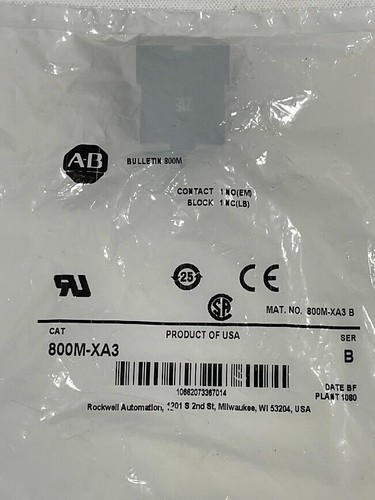 A-B
BULLETIN 800M
CONTACT 1 NO(EM)
BLOCK 1 NC(LB)
25
CE
SA
MAT. NO. 800M-XA3 B
CAT
PRODUCT OF USA
SER
800M-XA3
B
10662073367014
DATE BF
PLANT 1080
Rockwell Automation, 1201 S 2nd St, Milwaukee, WI 53204, USA